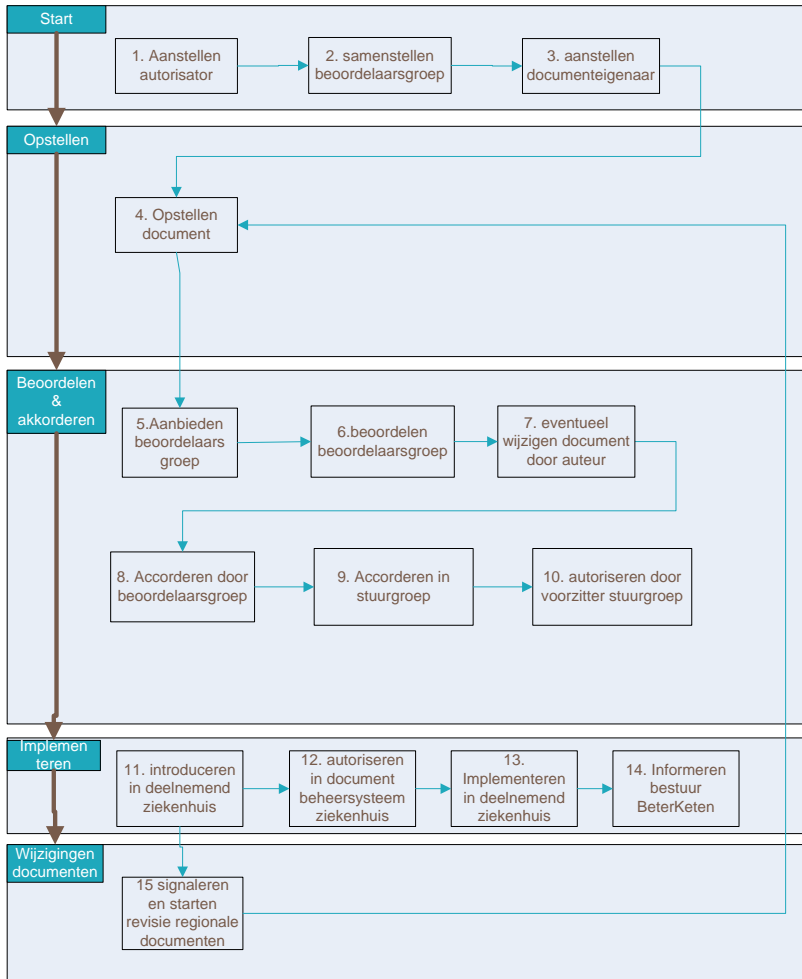 Start
1. Aanstellen
autorisator
2. samenstellen
beoordelaarsgroep
3. aanstellen
documenteigenaar
Opstellen
4. Opstellen
document
Beoordelen
&
akkorderen
5.Aanbieden
beoordelaars
groep
6.beoordelen
beoordelaarsgroep
7. eventueel
wijzigen document
door auteur
8. Accorderen door
beoordelaarsgroep
9. Accorderen in
stuurgroep
10. autoriseren door
voorzitter stuurgroep
Implemen
teren
11. introduceren
in deelnemend
ziekenhuis
12. autoriseren
in document
beheersysteem
ziekenhuis
13.
Implementeren
in deelnemend
ziekenhuis
14. Informeren
bestuur
BeterKeten
Wijzigingen
documenten
15 signaleren
en starten
revisie regionale
documenten